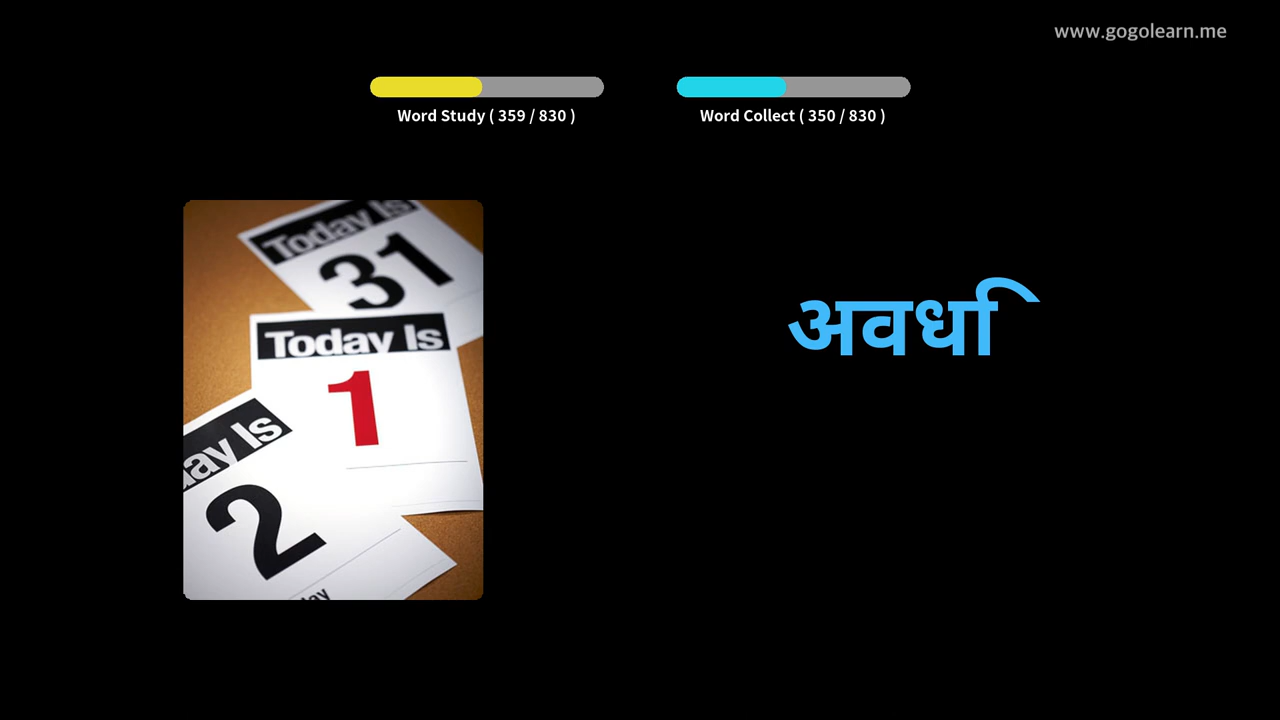 www.gogolearn.me
Word Study ( 359 / 830 )
Word Collect ( 350 / 830 )
Today Is
31
Today Is
1
ay Is
2
अवधि